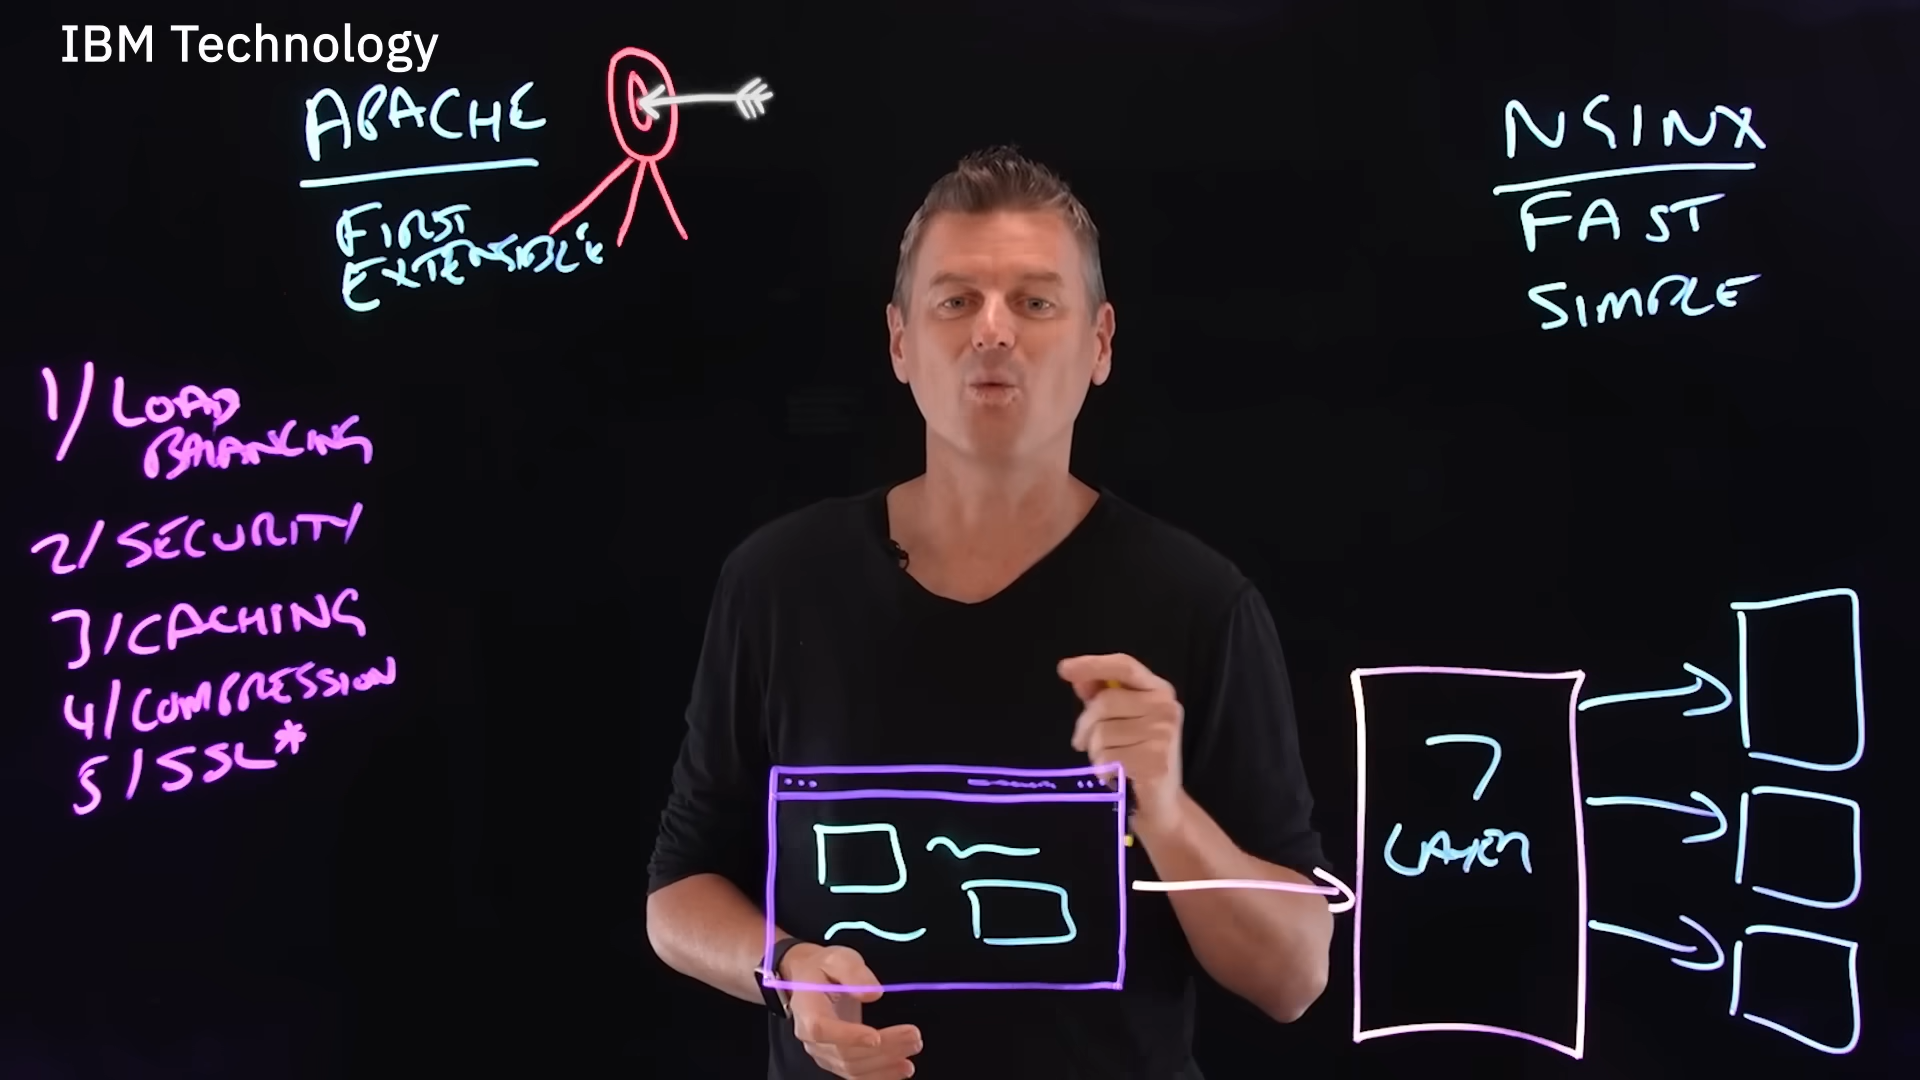 IBM Technology
APACHE
FIRST
EXTENSIBLE
NGINX
FAST
SIMPLE
1/ LOAD
BALANCING
2/ SECURITY
3/ CACHING
4/ COMPRESSION
5/ SSL*
7
LAYER